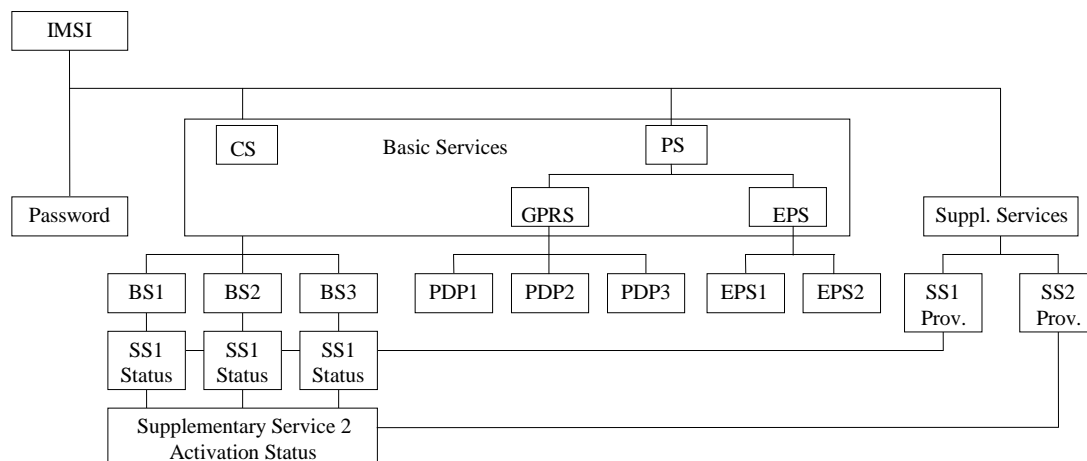 IMSI
CS
Basic Services
PS
Password
GPRS
EPS
Suppl. Services
BS1
BS2
BS3
PDP1
PDP2
PDP3
EPS1
EPS2
SS1
Prov.
SS2
Prov.
SS1
Status
SS1
Status
SS1
Status
Supplementary Service 2
Activation Status